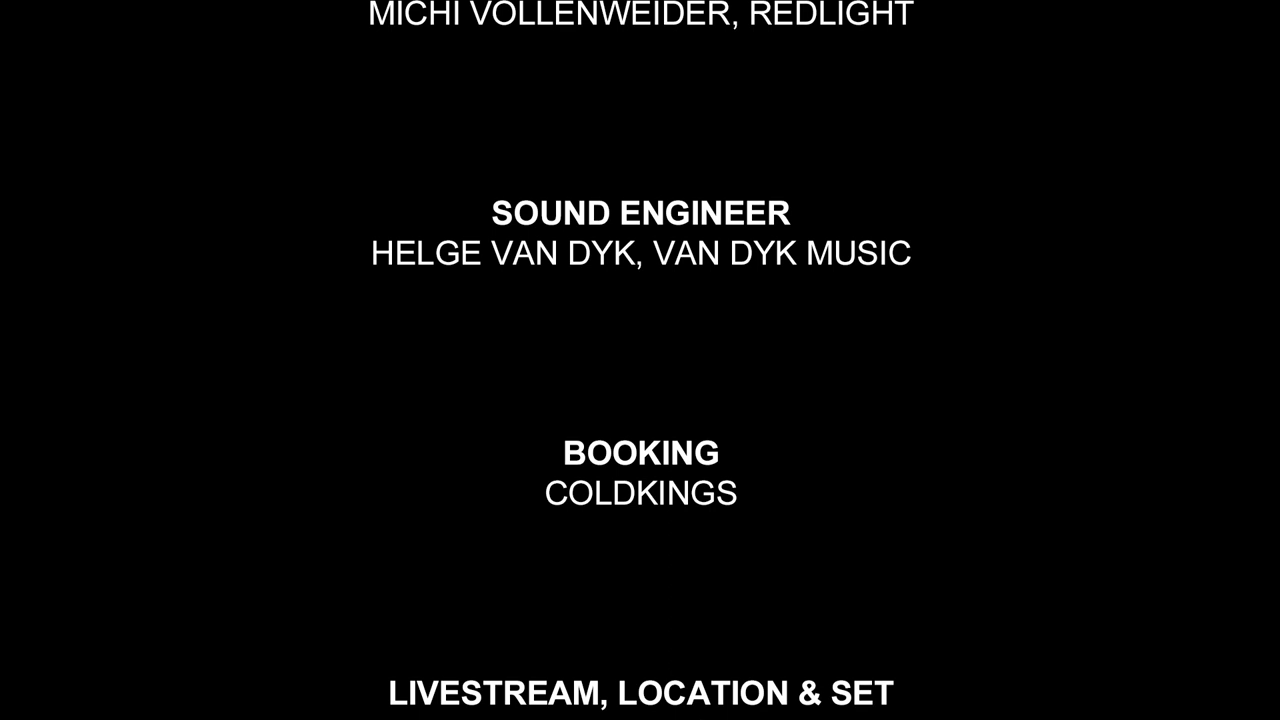 MICHI VOLLENWEIDER, REDLIGHT
SOUND ENGINEER
HELGE VAN DYK, VAN DYK MUSIC
BOOKING
COLDKINGS
LIVESTREAM, LOCATION & SET